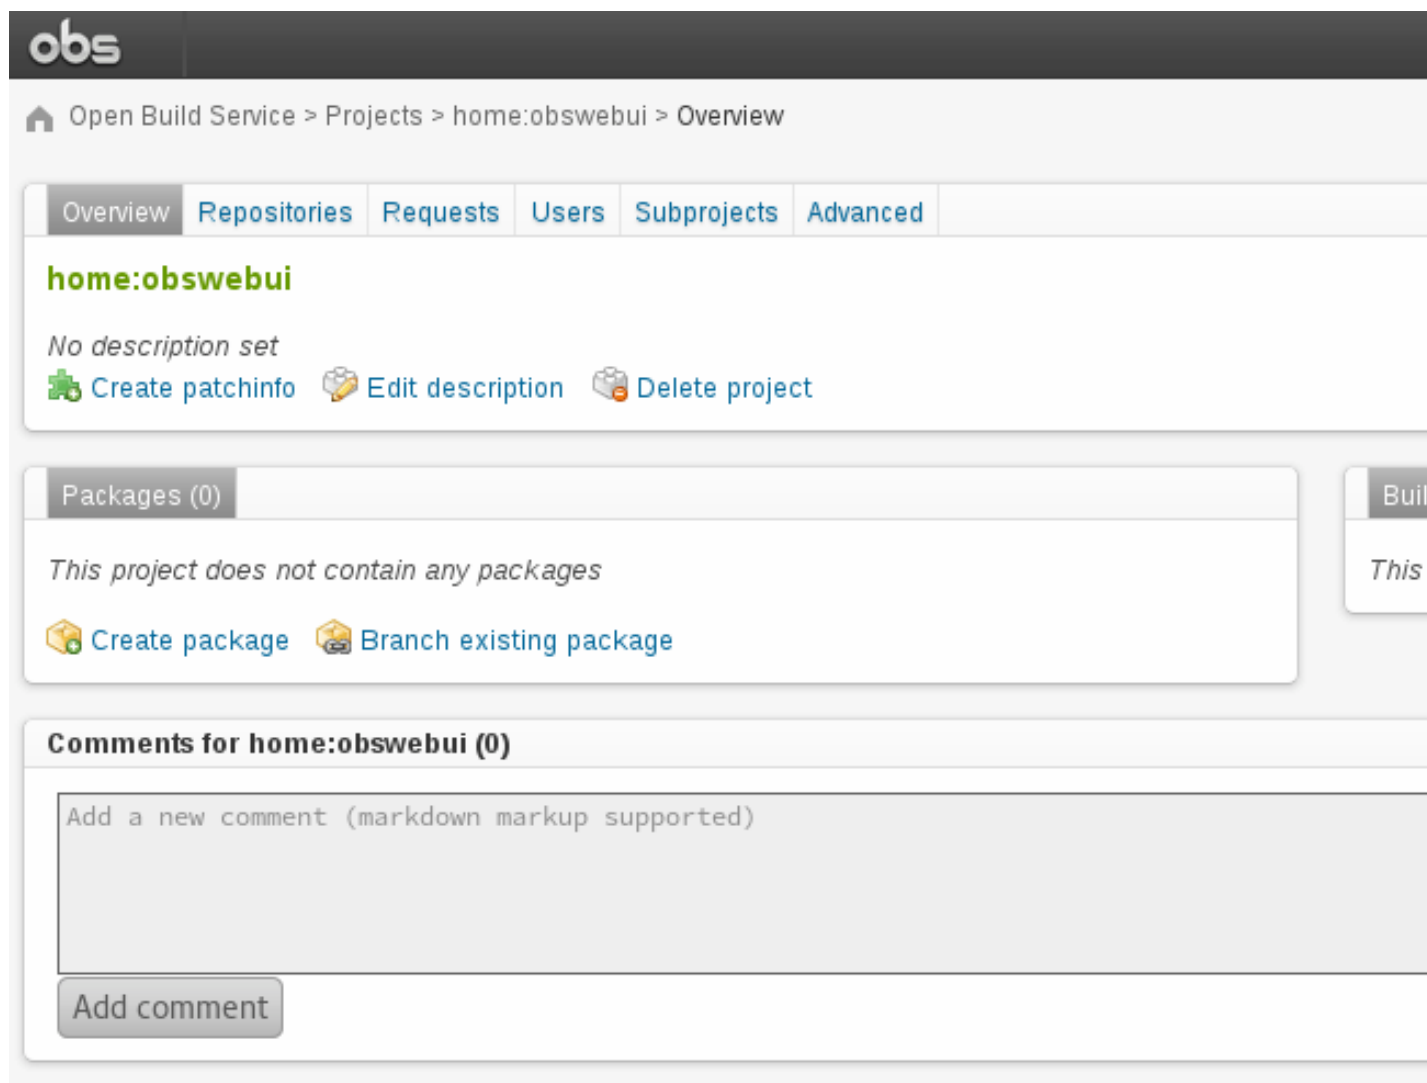 obs
Open Build Service > Projects > home:obswebui > Overview
Overview Repositories Requests Users Subprojects Advanced
home:obswebui
No description set
Create patchinfo Edit description Delete project
Packages (0)
Buil
This project does not contain any packages
This
Create package Branch existing package
Comments for home:obswebui (0)
Add a new comment (markdown markup supported)
Add comment